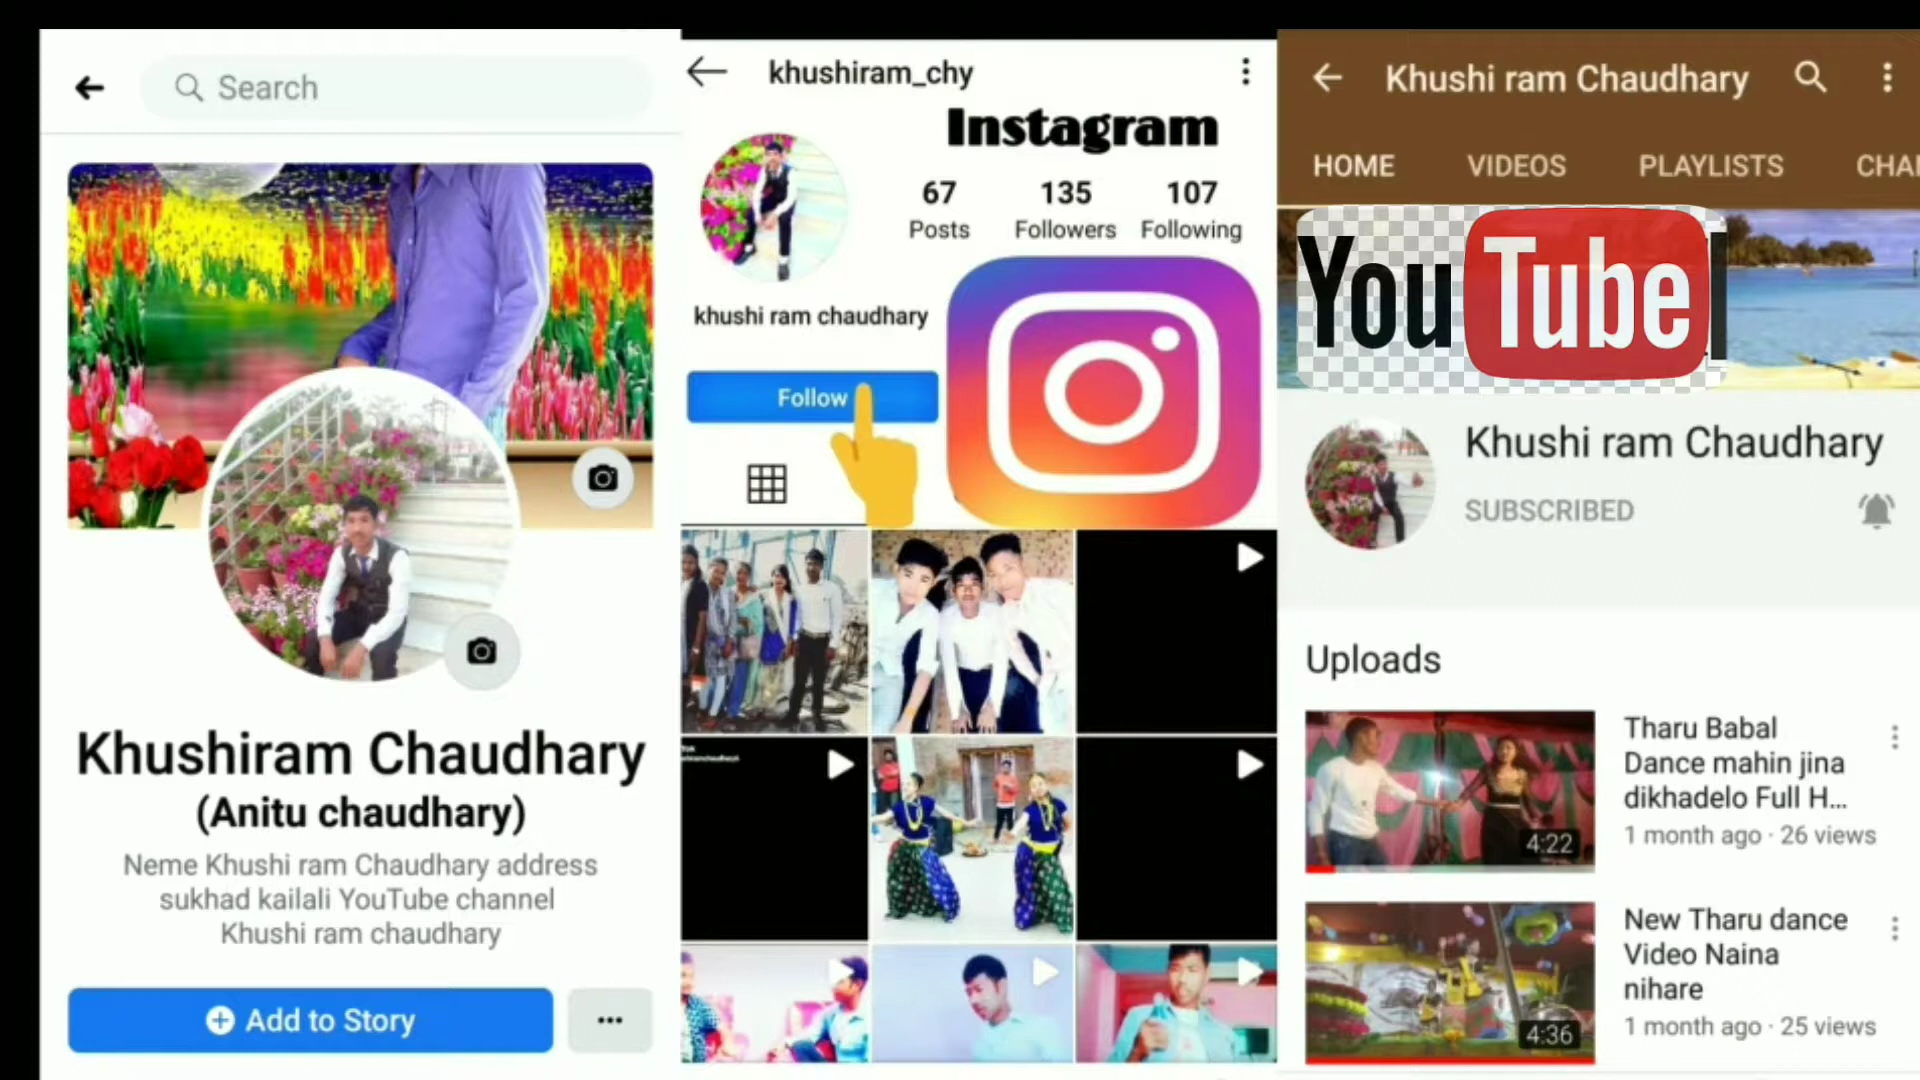 Search
Khushiram Chaudhary
(Anitu chaudhary)
Neme Khushi ram Chaudhary address
sukhad kailali YouTube channel
Khushi ram chaudhary
Add to Story
khushiram_chy
Instagram
67
135
107
Posts
Followers
Following
khushi ram chaudhary
Follow
Khushi ram Chaudhary
HOME
VIDEOS
PLAYLISTS
CHA
YouTube
Khushi ram Chaudhary
SUBSCRIBED
Uploads
4:22
Tharu Babal
Dance mahin jina
dikhadelo Full H...
1 month ago · 26 views
4:36
New Tharu dance
Video Naina
nihare
1 month ago · 25 views